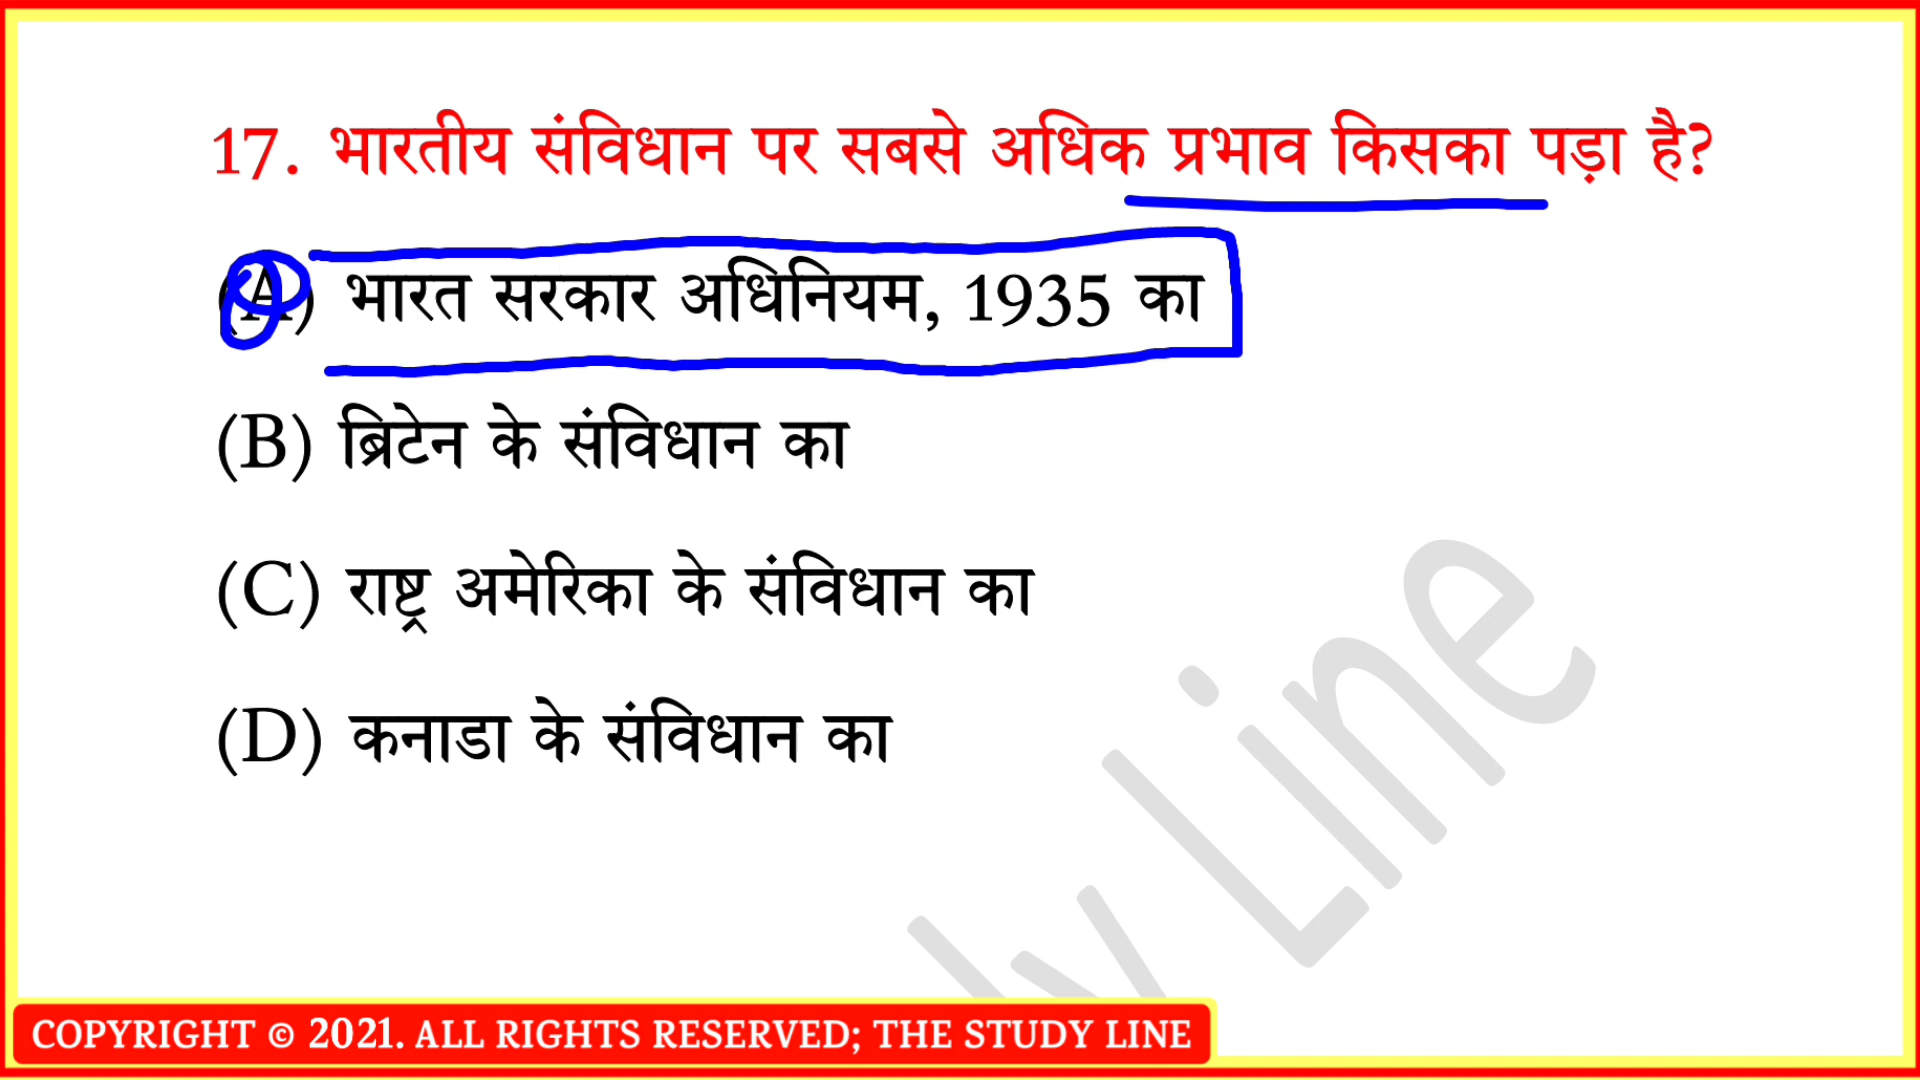 17. भारतीय संविधान पर सबसे अधिक प्रभाव किसका पड़ा है?
(A) भारत सरकार अधिनियम, 1935 का
(B) ब्रिटेन के संविधान का
(C) राष्ट्र अमेरिका के संविधान का
(D) कनाडा के संविधान का
Line
COPYRIGHT © 2021. ALL RIGHTS RESERVED; THE STUDY LINE